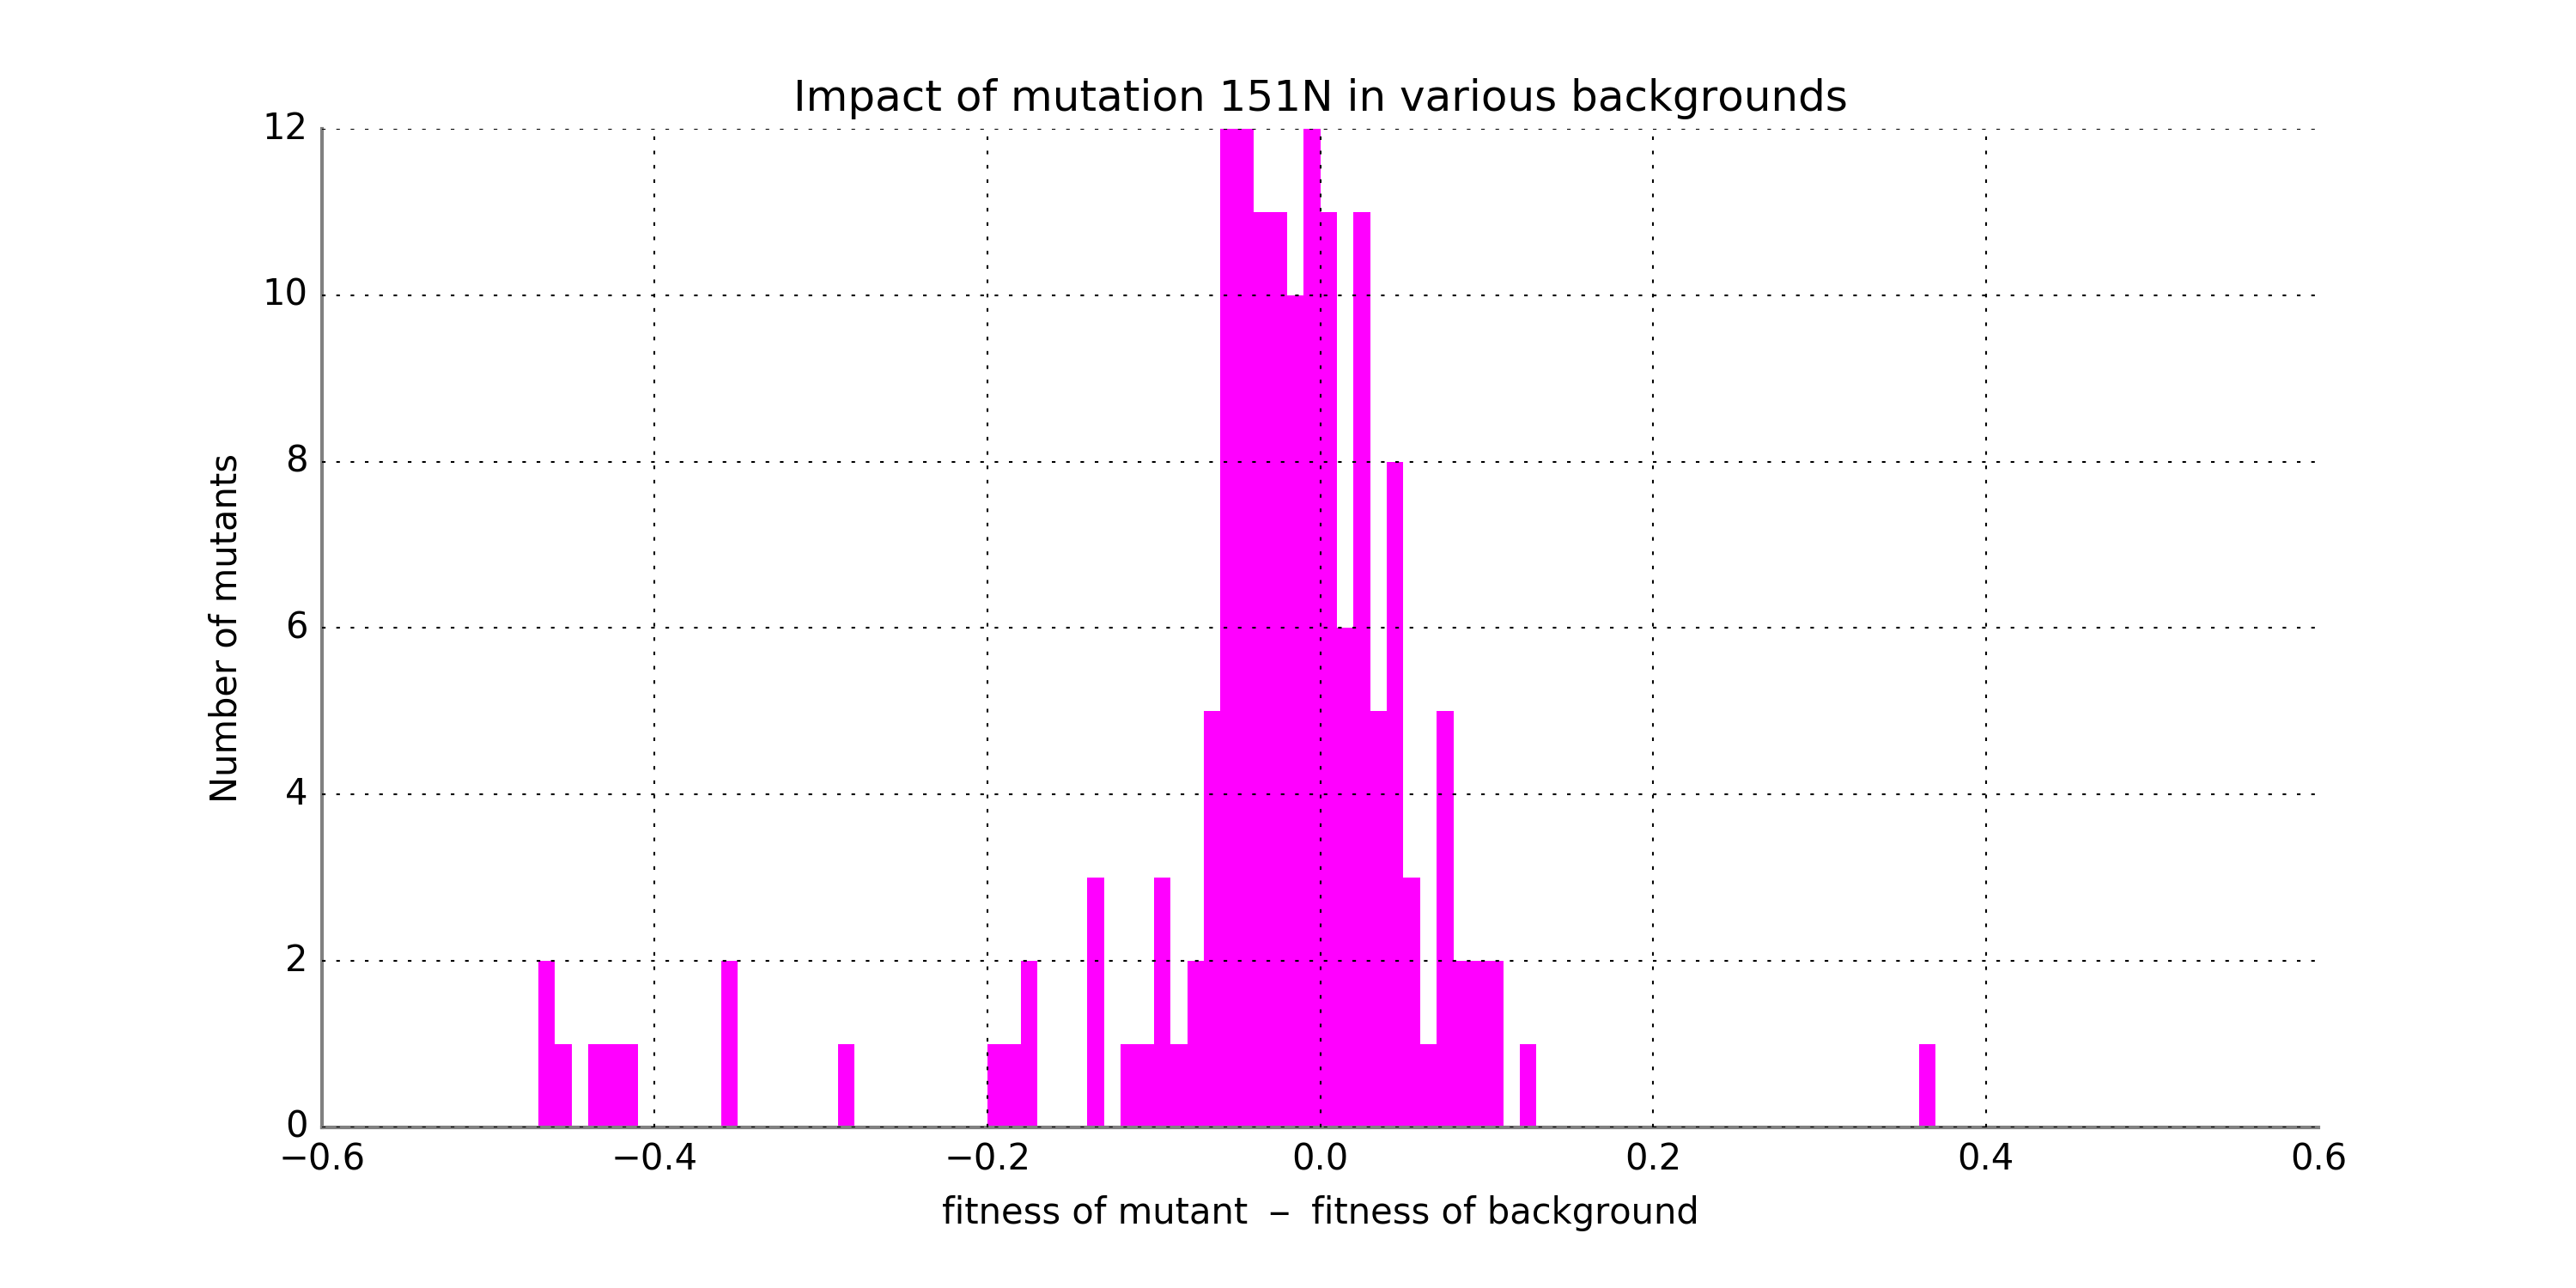 Impact of mutation 151N in various backgrounds
12
10
8
6
4
2
0
Number of mutants
−0.6 −0.4 −0.2 0.0 0.2 0.4 0.6
fitness of mutant − fitness of background